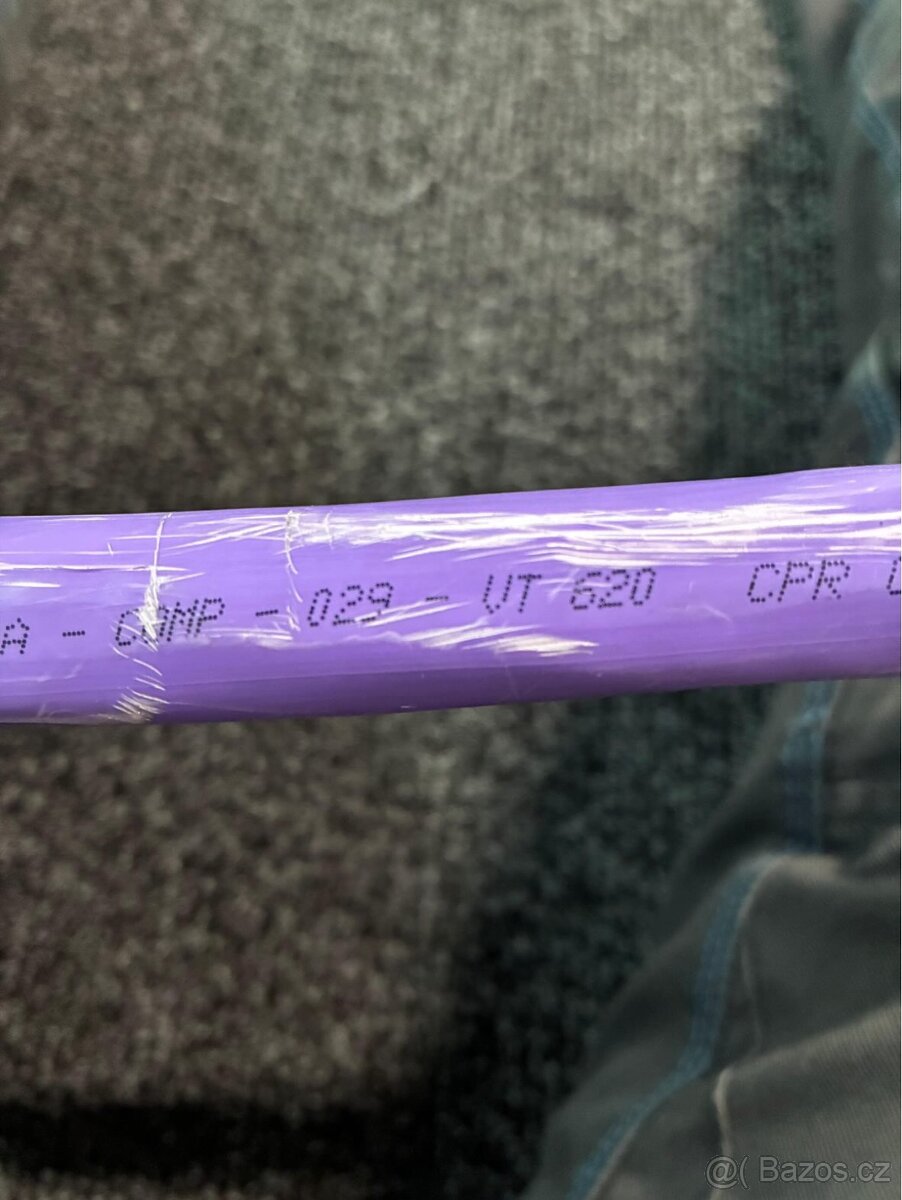 A - COMP - 029 - VT 620 CPR
@( Bazos.cz